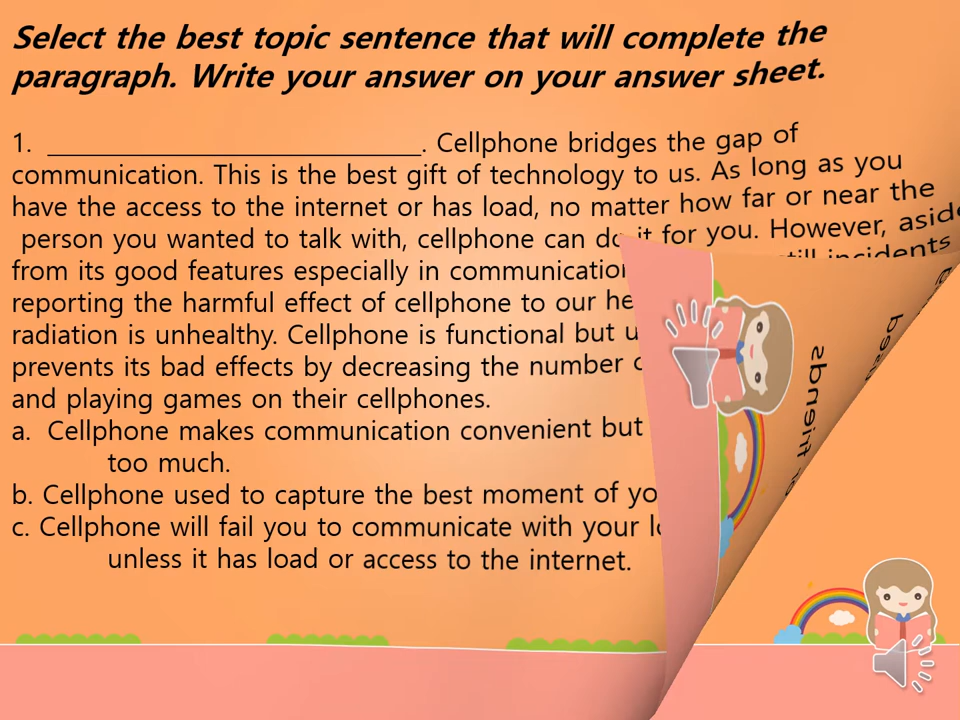 Select the best topic sentence that will complete the
paragraph. Write your answer on your answer sheet.
1. ____________________________. Cellphone bridges the gap of
communication. This is the best gift of technology to us. As long as you
have the access to the internet or has load, no matter how far or near the
person you wanted to talk with, cellphone can do it for you. However, aside
from its good features especially in communication still incidents
reporting the harmful effect of cellphone to our
radiation is unhealthy. Cellphone is functional but
prevents its bad effects by decreasing the number
and playing games on their cellphones.
a. Cellphone makes communication convenient but
too much.
b. Cellphone used to capture the best moment of
c. Cellphone will fail you to communicate with your
unless it has load or access to the internet.